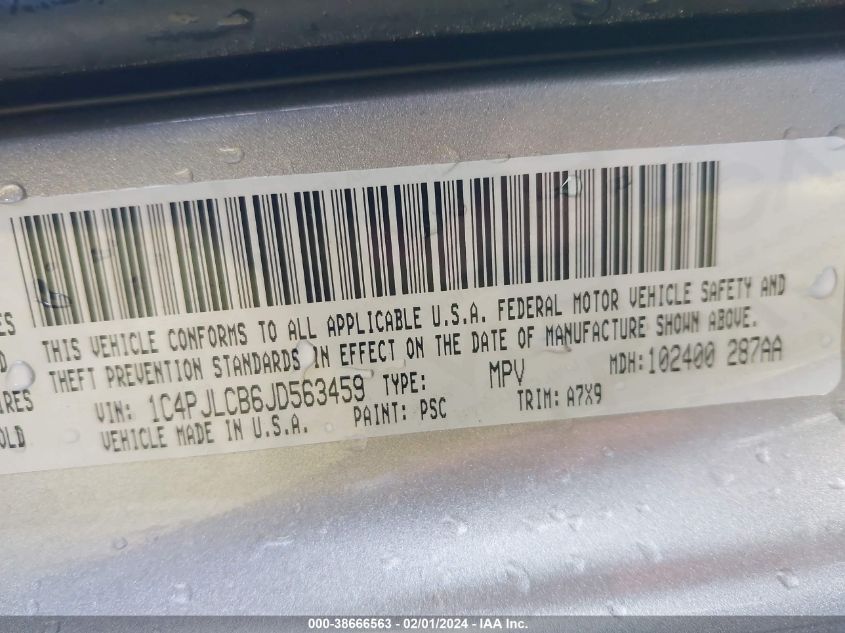 THIS VEHICLE CONFORMS TO ALL APPLICABLE U.S.A. FEDERAL MOTOR VEHICLE SAFETY AND
THEFT PREVENTION STANDARDS IN EFFECT ON THE DATE OF MANUFACTURE SHOWN ABOVE.
VIN: 1C4PJLCB6JD563459 TYPE: MPV MDH:102400 287AA
VEHICLE MADE IN U.S.A. PAINT: PSC TRIM: A7X9
000-38666563 - 02/01/2024 - IAA Inc.